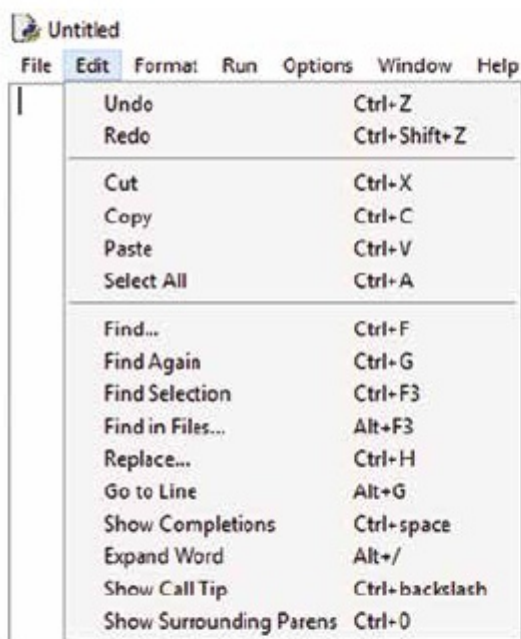 Untitled
File Edit Format Run Options Window Help
Undo Ctrl+Z
Redo Ctrl+Shift+Z
Cut Ctrl+X
Copy Ctrl+C
Paste Ctrl+V
Select All Ctrl+A
Find... Ctrl+F
Find Again Ctrl+G
Find Selection Ctrl+F3
Find in Files... Alt+F3
Replace... Ctrl+H
Go to Line Alt+G
Show Completions Ctrl+space
Expand Word Alt+/
Show Call Tip Ctrl+backslash
Show Surrounding Parens Ctrl+0